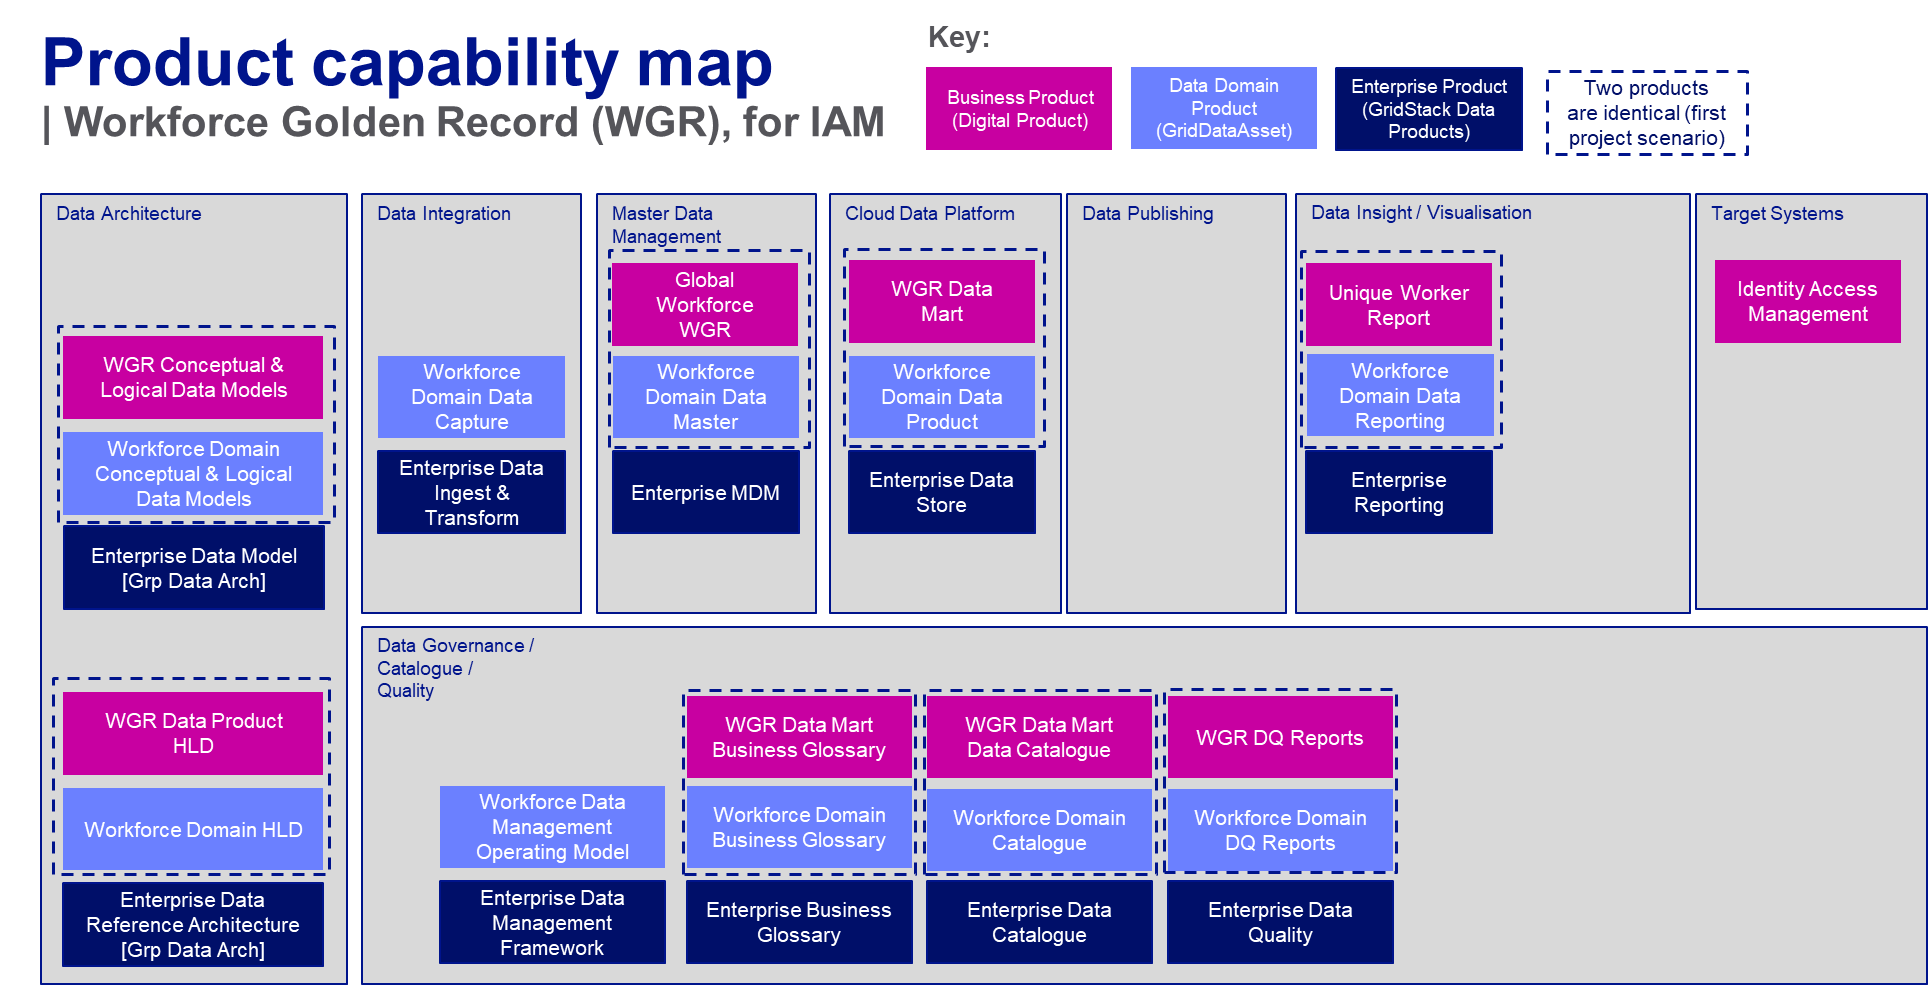 Product capability map
| Workforce Golden Record (WGR), for IAM
Key:
Business Product
(Digital Product)
Data Domain
Product
(GridDataAsset)
Enterprise Product
(GridStack Data
Products)
Two products
are identical (first
project scenario)
Data Architecture
WGR Conceptual &
Logical Data Models
Workforce Domain
Conceptual & Logical
Data Models
Enterprise Data Model
[Grp Data Arch]
WGR Data Product
HLD
Workforce Domain HLD
Enterprise Data
Reference Architecture
[Grp Data Arch]
Data Integration
Workforce
Domain Data
Capture
Enterprise Data
Ingest &
Transform
Master Data
Management
Global
Workforce
WGR
Workforce
Domain Data
Master
Enterprise MDM
Cloud Data Platform
WGR Data
Mart
Workforce
Domain Data
Product
Enterprise Data
Store
Data Publishing
Data Insight / Visualisation
Unique Worker
Report
Workforce
Domain Data
Reporting
Enterprise
Reporting
Target Systems
Identity Access
Management
Data Governance /
Catalogue /
Quality
Workforce Data
Management
Operating Model
Enterprise Data
Management
Framework
WGR Data Mart
Business Glossary
Workforce Domain
Business Glossary
Enterprise Business
Glossary
WGR Data Mart
Data Catalogue
Workforce Domain
Catalogue
Enterprise Data
Catalogue
WGR DQ Reports
Workforce Domain
DQ Reports
Enterprise Data
Quality